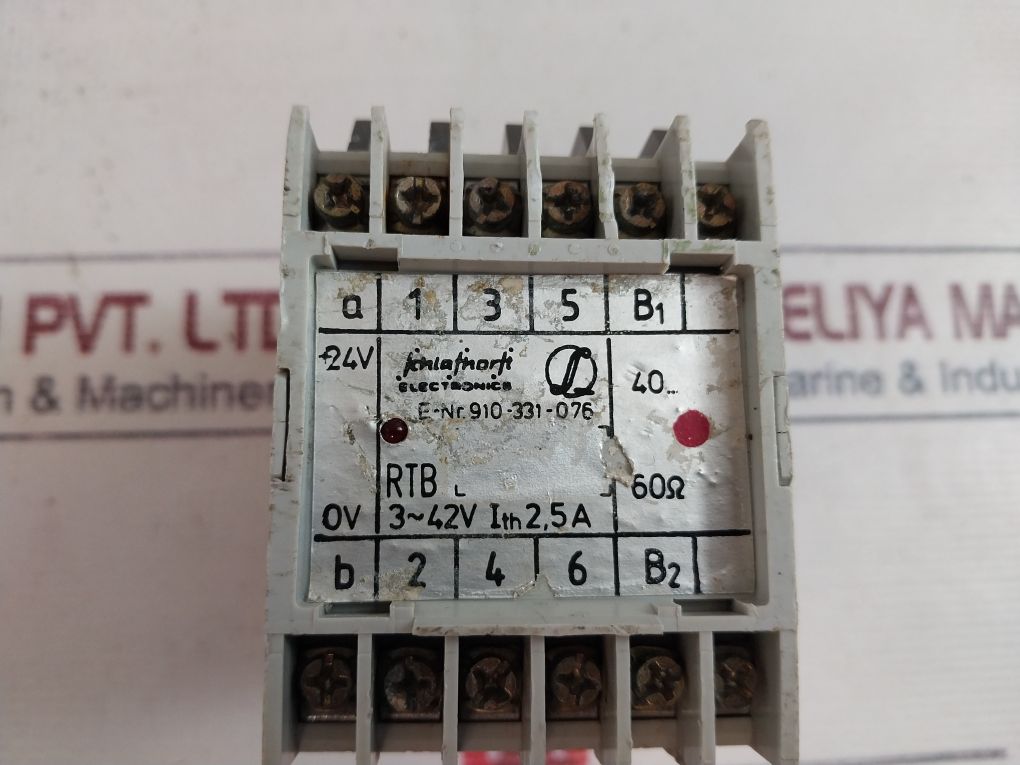 a 1 3 5 B1
+24V
schlafhorst
ELECTRONICS
E-Nr. 910-331-076
40...
RTB
60Ω
0V 3~42V Ith 2,5A
b 2 4 6 B2
PVT. LTD
& Machine
ELIYA MA
arine & Indu